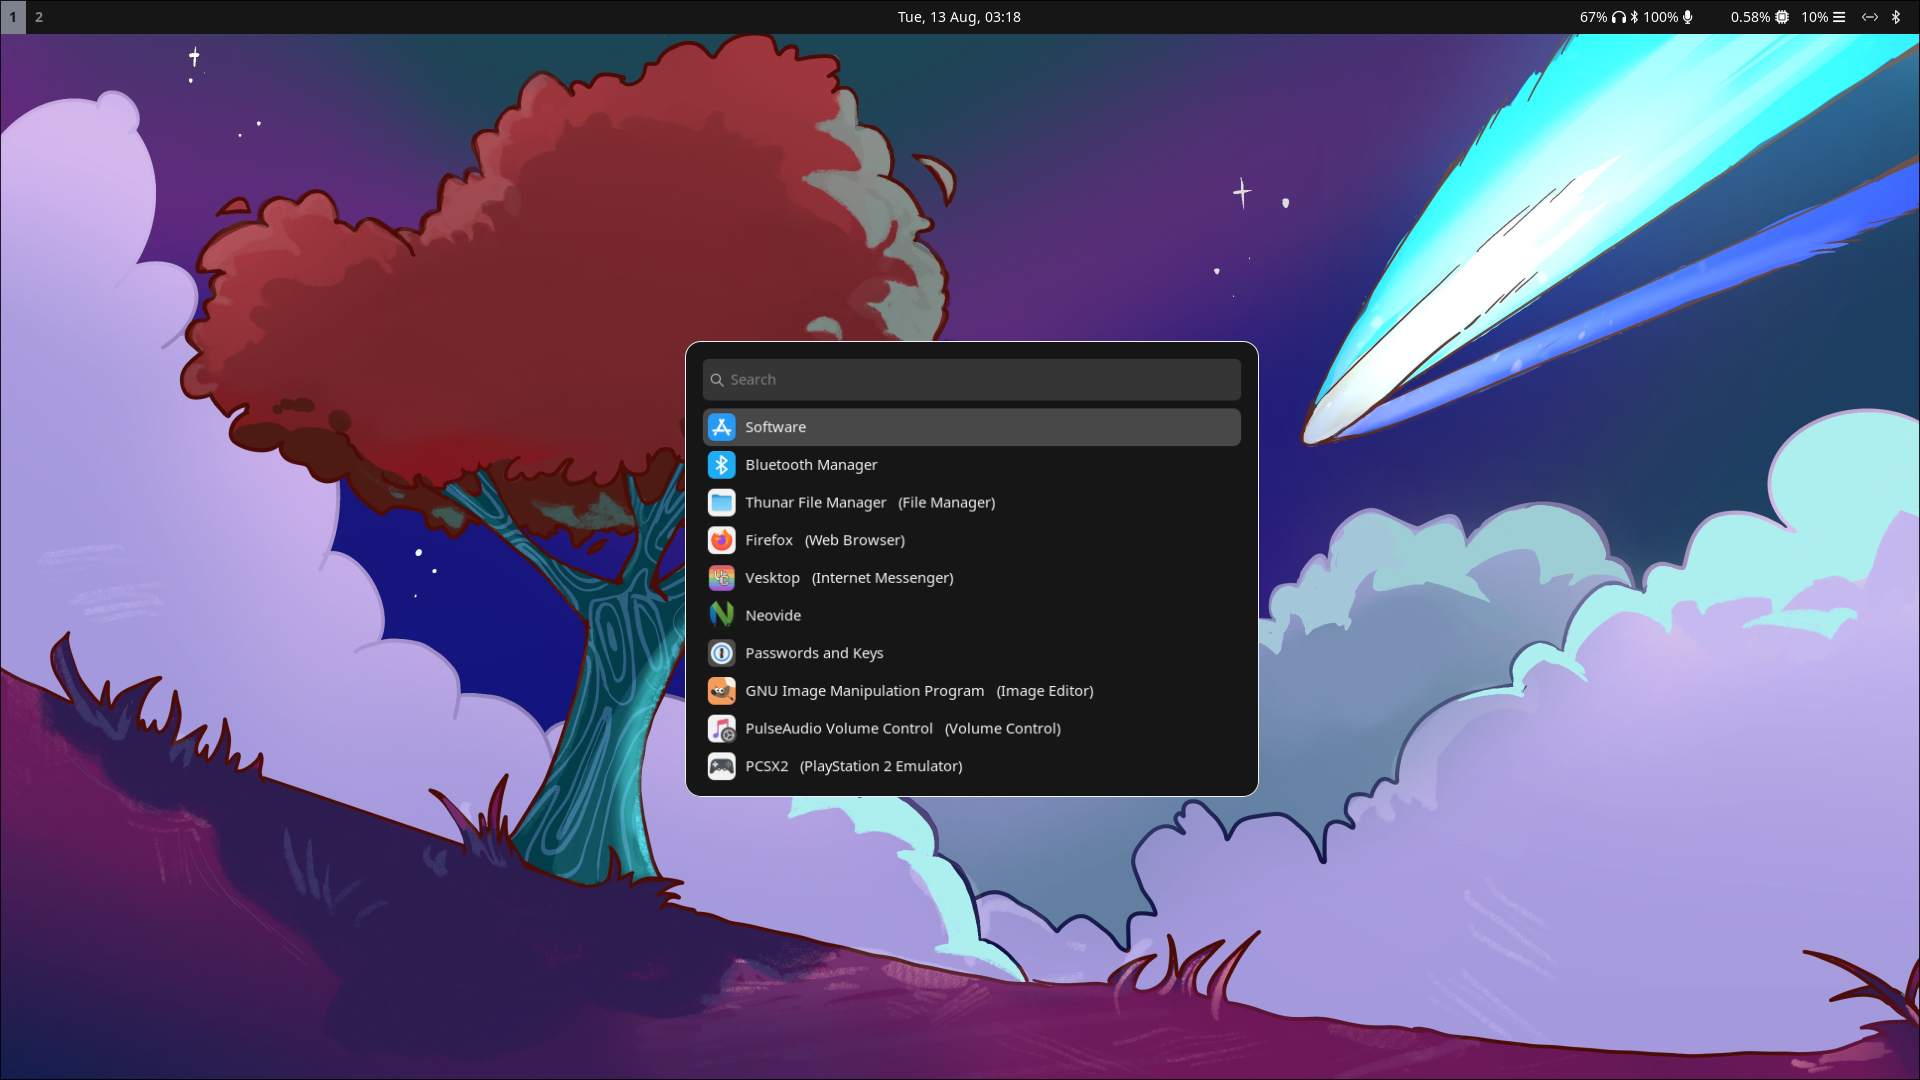 1 2 Tue, 13 Aug, 03:18 67% 100% 0.58% 10%
Search
Software
Bluetooth Manager
Thunar File Manager (File Manager)
Firefox (Web Browser)
Vesktop (Internet Messenger)
Neovide
Passwords and Keys
GNU Image Manipulation Program (Image Editor)
PulseAudio Volume Control (Volume Control)
PCSX2 (PlayStation 2 Emulator)